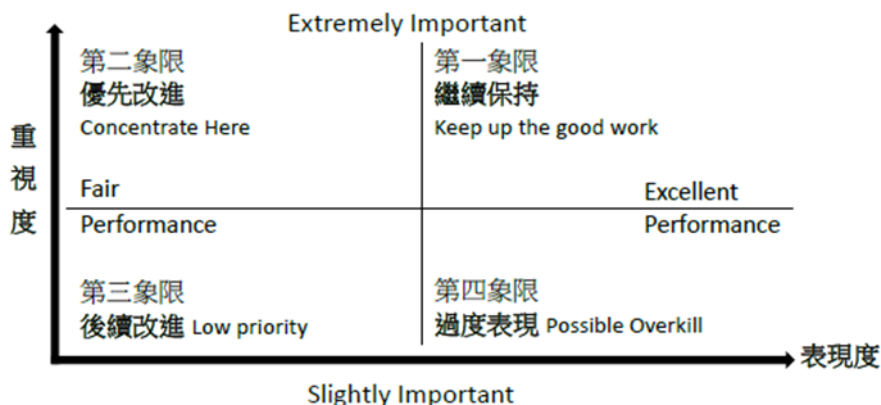 Extremely Important
第二象限
優先改進
Concentrate Here
第一象限
繼續保持
Keep up the good work
重視度
Fair
Performance
Excellent
Performance
第三象限
後續改進 Low priority
第四象限
過度表現 Possible Overkill
表現度
Slightly Important